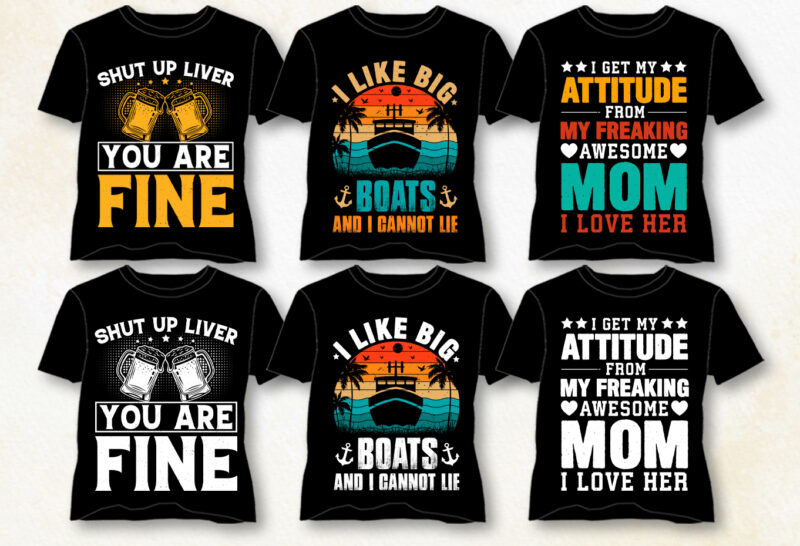 SHUT UP LIVER
YOU ARE
FINE
I LIKE BIG
BOATS
AND I CANNOT LIE
I GET MY
ATTITUDE
FROM
MY FREAKING
AWESOME
MOM
I LOVE HER
SHUT UP LIVER
YOU ARE
FINE
I LIKE BIG
BOATS
AND I CANNOT LIE
I GET MY
ATTITUDE
FROM
MY FREAKING
AWESOME
MOM
I LOVE HER